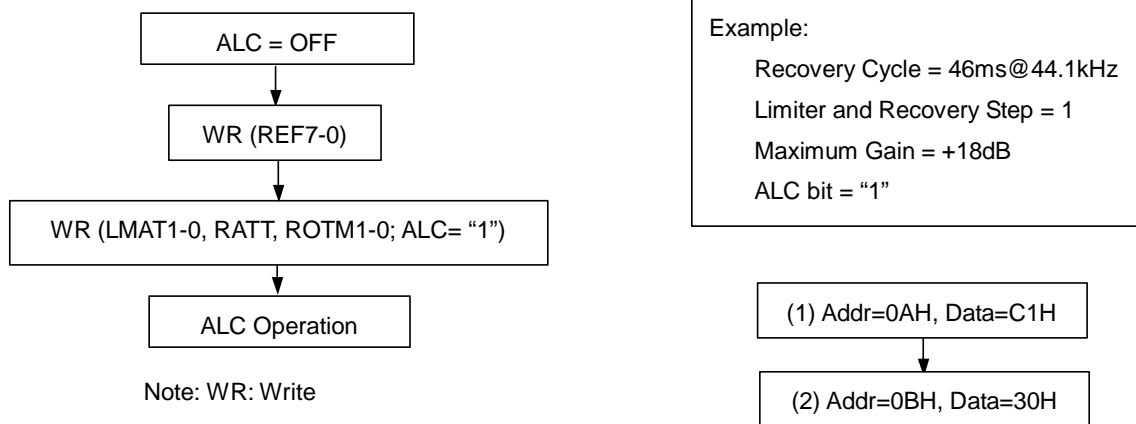 ALC = OFF
WR (REF7-0)
WR (LMAT1-0, RATT, ROTM1-0; ALC= “1”)
ALC Operation
Note: WR: Write
Example:
Recovery Cycle = 46ms@44.1kHz
Limiter and Recovery Step = 1
Maximum Gain = +18dB
ALC bit = “1”
(1) Addr=0AH, Data=C1H
(2) Addr=0BH, Data=30H